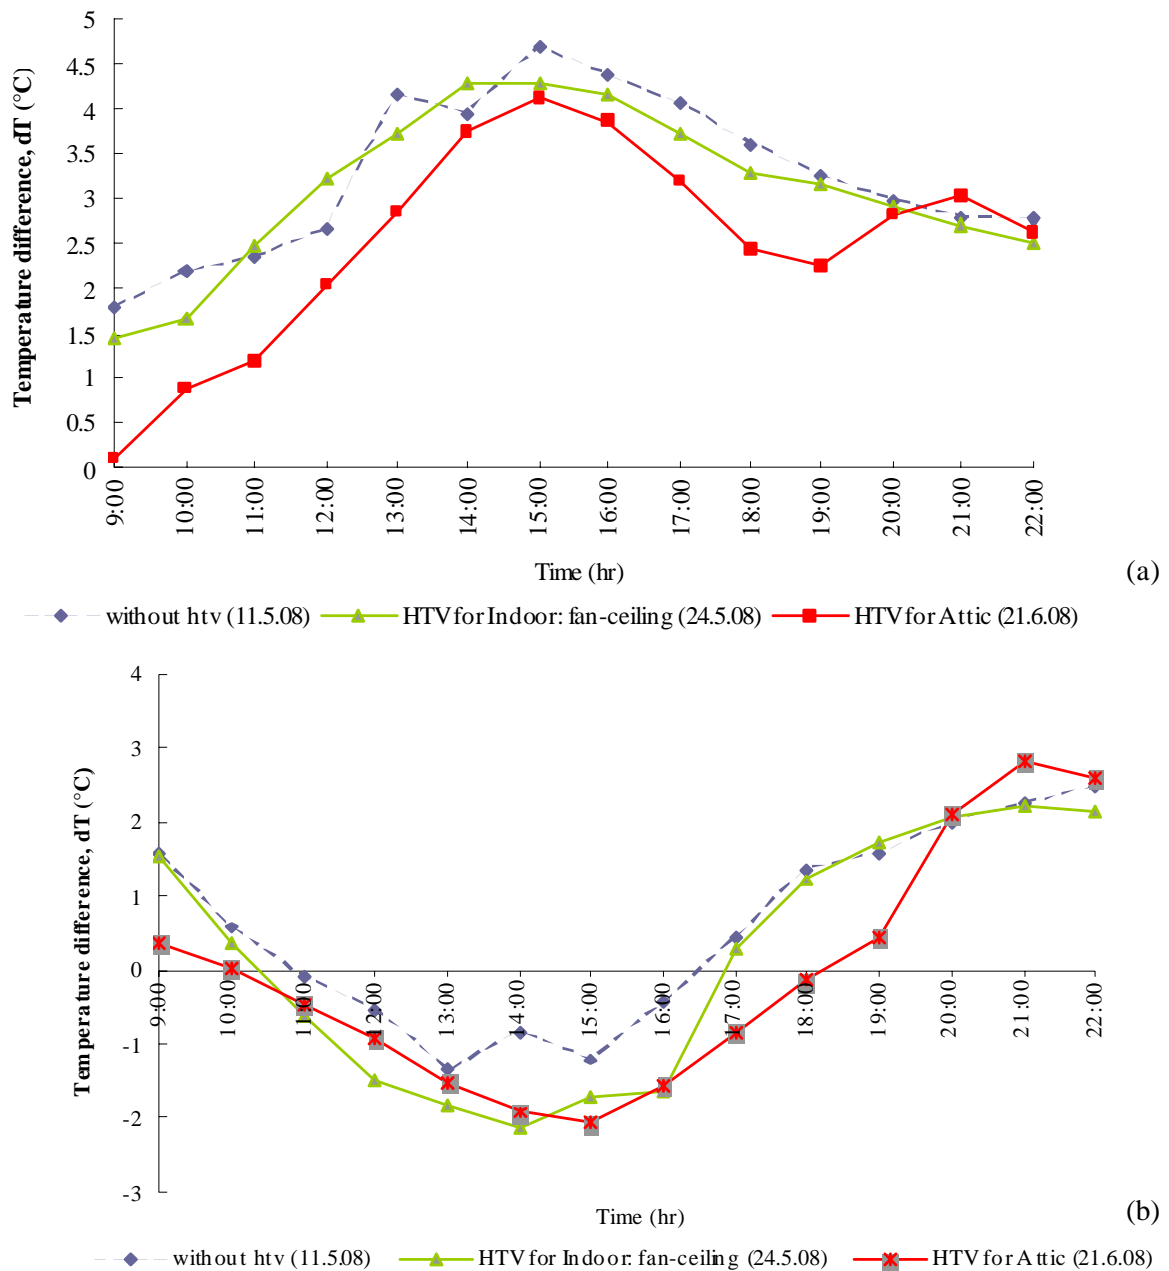 5
4.5
4
3.5
3
2.5
2
1.5
1
0.5
0
Temperature difference, dT (°C)
9:00 10:00 11:00 12:00 13:00 14:00 15:00 16:00 17:00 18:00 19:00 20:00 21:00 22:00
Time (hr)
(a)
without htv (11.5.08) HTV for Indoor: fan-ceiling (24.5.08) HTV for Attic (21.6.08)
4
3
2
1
0
-1
-2
-3
Temperature difference, dT (°C)
9:00 10:00 11:00 12:00 13:00 14:00 15:00 16:00 17:00 18:00 19:00 20:00 21:00 22:00
Time (hr)
(b)
without htv (11.5.08) HTV for Indoor: fan-ceiling (24.5.08) HTV for Attic (21.6.08)